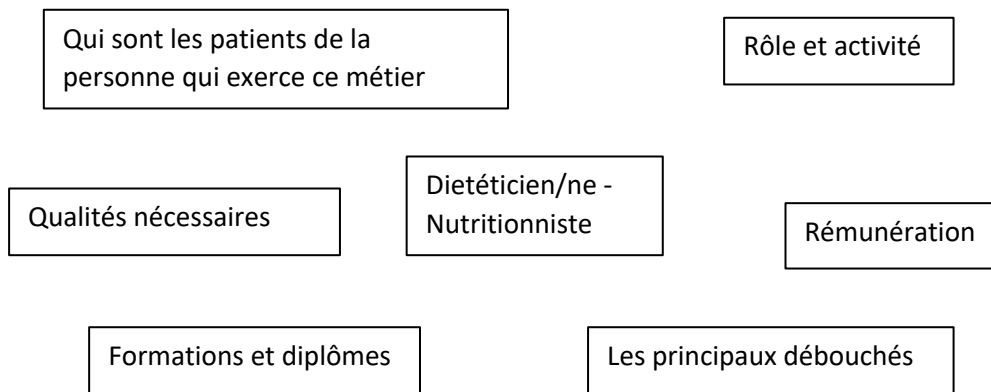 Qui sont les patients de la
personne qui exerce ce métier
Rôle et activité
Qualités nécessaires
Dietéticien/ne -
Nutritionniste
Rémunération
Formations et diplômes
Les principaux débouchés